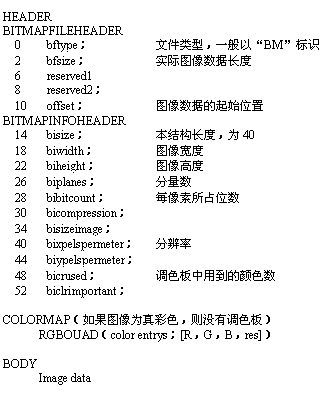 HEADER
BITMAPFILEHEADER
0 bftype； 文件类型，一般以“BM”标识
2 bfsize； 实际图像数据长度
6 reserved1
8 reserved2；
10 offset； 图像数据的起始位置
BITMAPINFOHEADER
14 bisize； 本结构长度，为 40
18 biwidth； 图像宽度
22 biheight； 图像高度
26 biplanes； 分量数
28 bibitcount； 每像素所占位数
30 bicompression；
34 bisizeimage；
40 bixpelspermeter； 分辨率
44 biypelspermeter；
48 bicrused； 调色板中用到的颜色数
52 biclrimportant；
COLORMAP（如果图像为真彩色，则没有调色板）
RGBOUAD（color entrys；[R，G，B，res]）
BODY
Image data